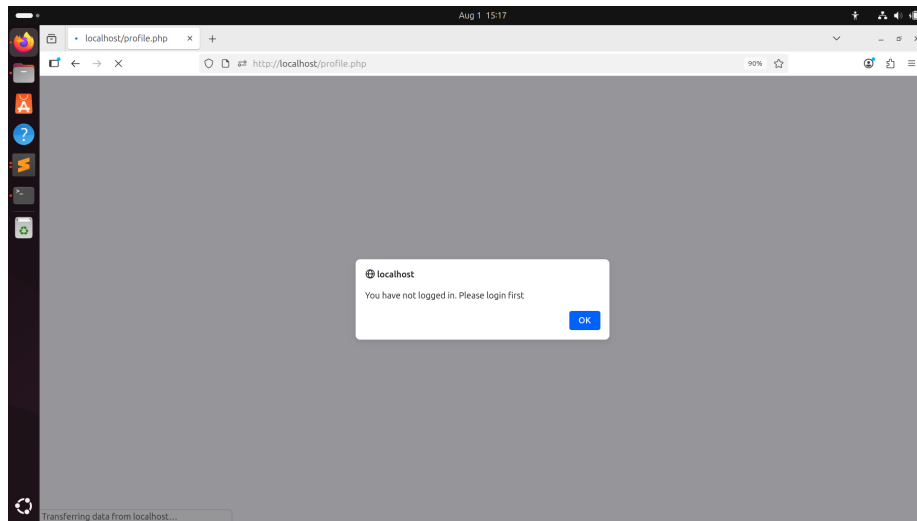 Aug 1 15:17
localhost/profile.php
http://localhost/profile.php
90%
localhost
You have not logged in. Please login first
OK
Transferring data from localhost...